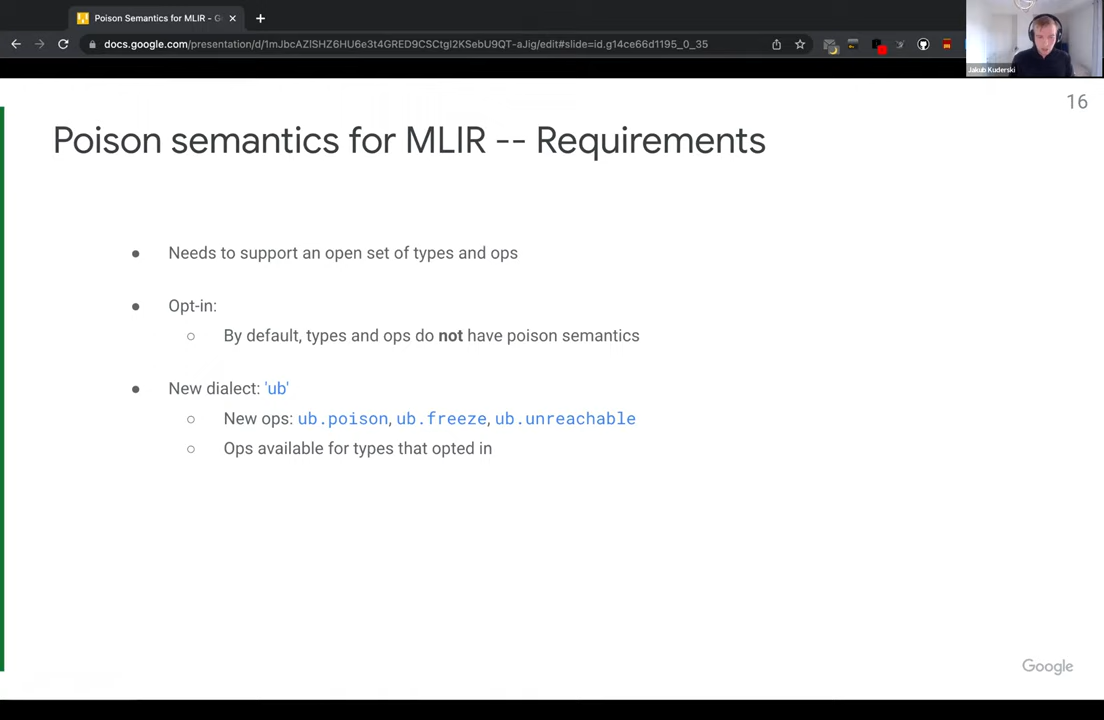 Poison Semantics for MLIR - G
docs.google.com/presentation/d/1mJbcAZISHZ6HU6e3t4GRED9CSCtgI2KSebU9QT-aJig/edit#slide=id.g14ce66d1195_0_35
Jakub Kuderski
16
Poison semantics for MLIR -- Requirements
● Needs to support an open set of types and ops
● Opt-in:
○ By default, types and ops do not have poison semantics
● New dialect: 'ub'
○ New ops: ub.poison, ub.freeze, ub.unreachable
○ Ops available for types that opted in
Google